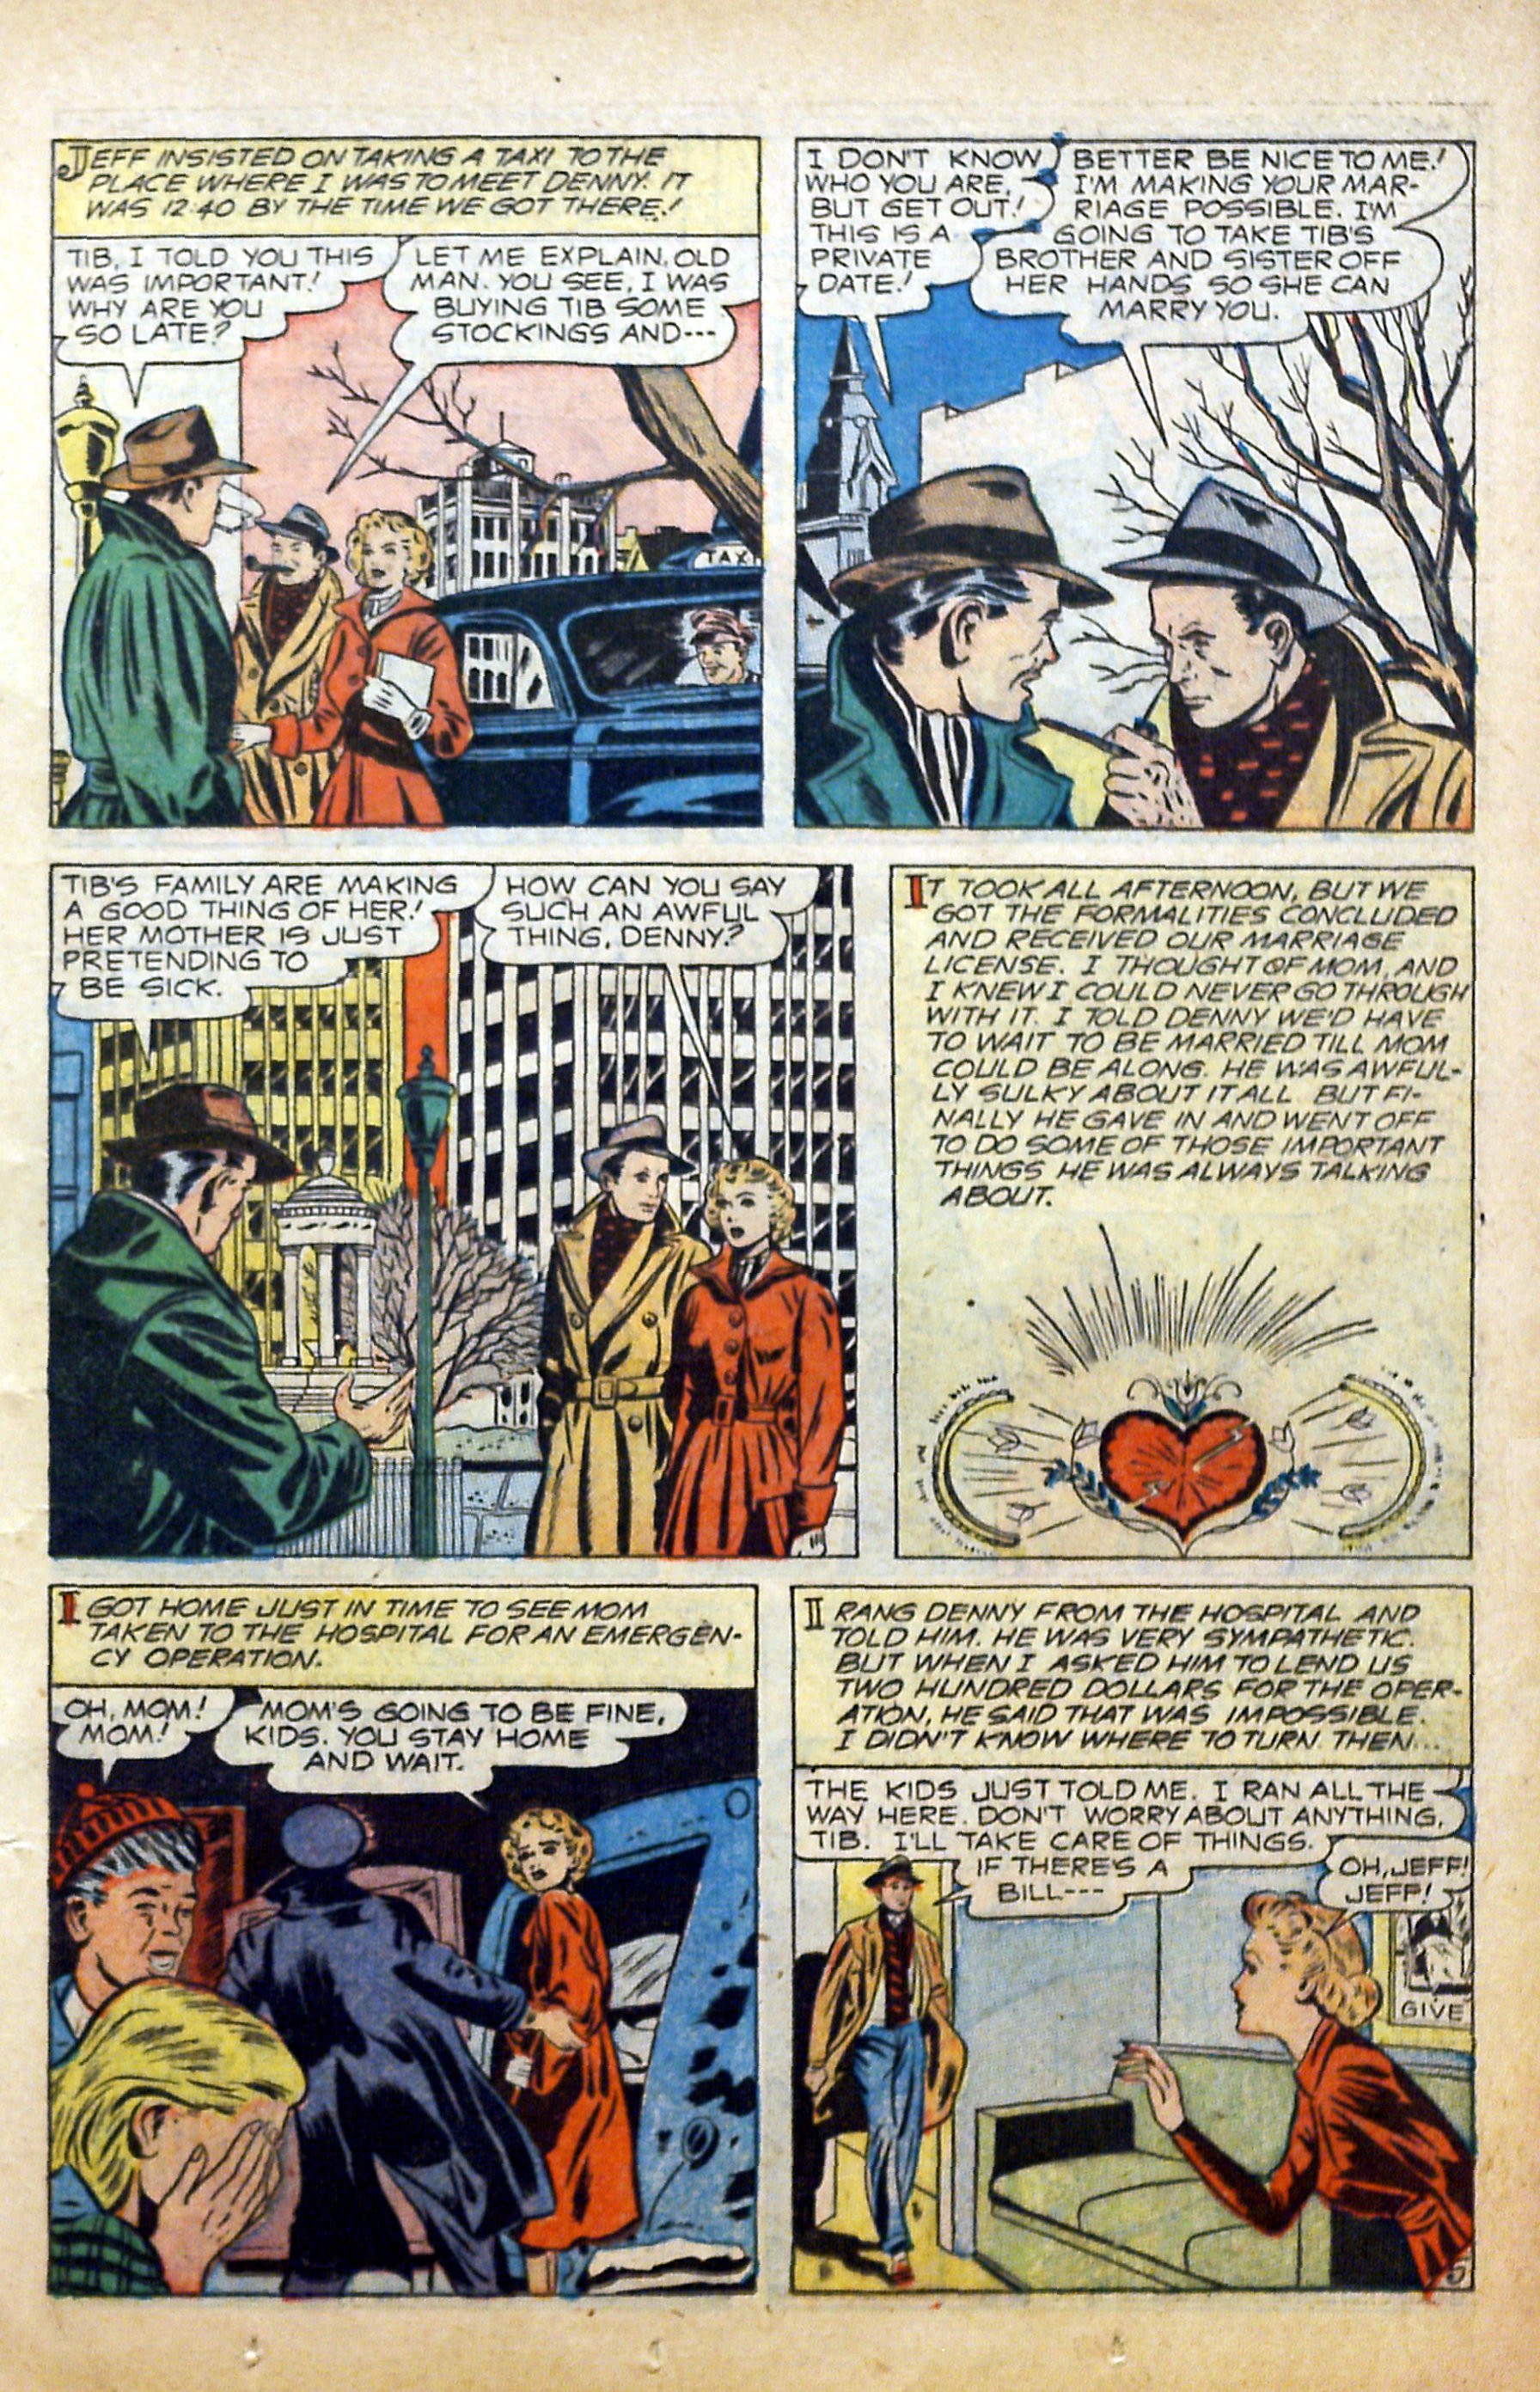 JEFF INSISTED ON TAKING A TAXI TO THE
PLACE WHERE I WAS TO MEET DENNY. IT
WAS 12:40 BY THE TIME WE GOT THERE!
TIB, I TOLD YOU THIS
WAS IMPORTANT!
WHY ARE YOU
SO LATE?
LET ME EXPLAIN, OLD
MAN. YOU SEE, I WAS
BUYING TIB SOME
STOCKINGS AND---
TAXI
I DON'T KNOW
WHO YOU ARE,
BUT GET OUT!
THIS IS A
PRIVATE
DATE!
BETTER BE NICE TO ME!
I'M MAKING YOUR MAR-
RIAGE POSSIBLE. I'M
GOING TO TAKE TIB'S
BROTHER AND SISTER OFF
HER HANDS SO SHE CAN
MARRY YOU.
TIB'S FAMILY ARE MAKING
A GOOD THING OF HER!
HER MOTHER IS JUST
PRETENDING TO
BE SICK.
HOW CAN YOU SAY
SUCH AN AWFUL
THING, DENNY?
IT TOOK ALL AFTERNOON, BUT WE
GOT THE FORMALITIES CONCLUDED
AND RECEIVED OUR MARRIAGE
LICENSE. I THOUGHT OF MOM, AND
I KNEW I COULD NEVER GO THROUGH
WITH IT. I TOLD DENNY WE'D HAVE
TO WAIT TO BE MARRIED TILL MOM
COULD BE ALONG. HE WAS AWFUL-
LY SULKY ABOUT IT ALL BUT FI-
NALLY HE GAVE IN AND WENT OFF
TO DO SOME OF THOSE IMPORTANT
THINGS HE WAS ALWAYS TALKING
ABOUT.
I GOT HOME JUST IN TIME TO SEE MOM
TAKEN TO THE HOSPITAL FOR AN EMERGEN-
CY OPERATION.
OH, MOM!
MOM!
MOM'S GOING TO BE FINE,
KIDS. YOU STAY HOME
AND WAIT.
I RANG DENNY FROM THE HOSPITAL AND
TOLD HIM. HE WAS VERY SYMPATHETIC.
BUT WHEN I ASKED HIM TO LEND US
TWO HUNDRED DOLLARS FOR THE OPER-
ATION, HE SAID THAT WAS IMPOSSIBLE.
I DIDN'T KNOW WHERE TO TURN. THEN...
THE KIDS JUST TOLD ME. I RAN ALL THE
WAY HERE. DON'T WORRY ABOUT ANYTHING,
TIB. I'LL TAKE CARE OF THINGS.
IF THERE'S A
BILL---
OH, JEFF!
JEFF!
GIVE
5